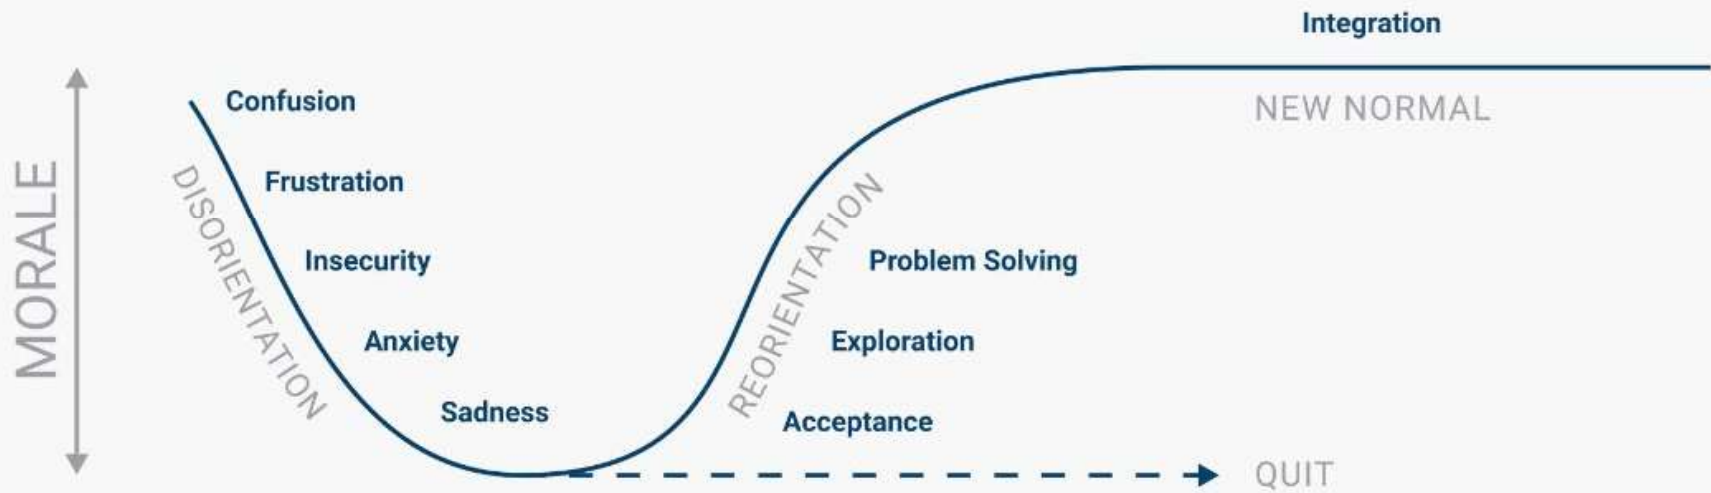 MORALE
DISORIENTATION
Confusion
Frustration
Insecurity
Anxiety
Sadness
REORIENTATION
Problem Solving
Exploration
Acceptance
Integration
NEW NORMAL
QUIT